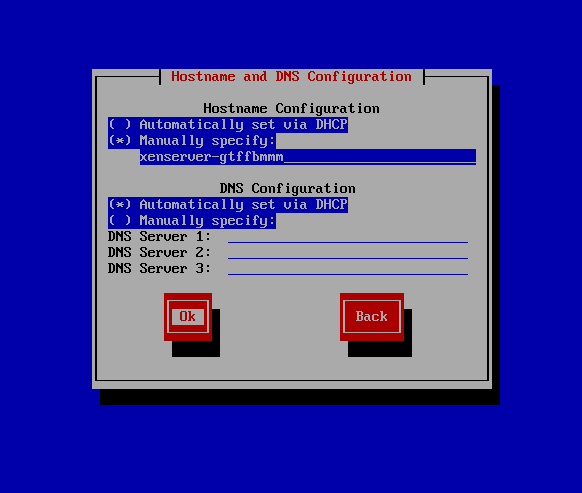 Hostname and DNS Configuration
Hostname Configuration
( ) Automatically set via DHCP
(*) Manually specify:
xenserver-gtffbmmm
DNS Configuration
(*) Automatically set via DHCP
( ) Manually specify:
DNS Server 1:
DNS Server 2:
DNS Server 3:
Ok Back